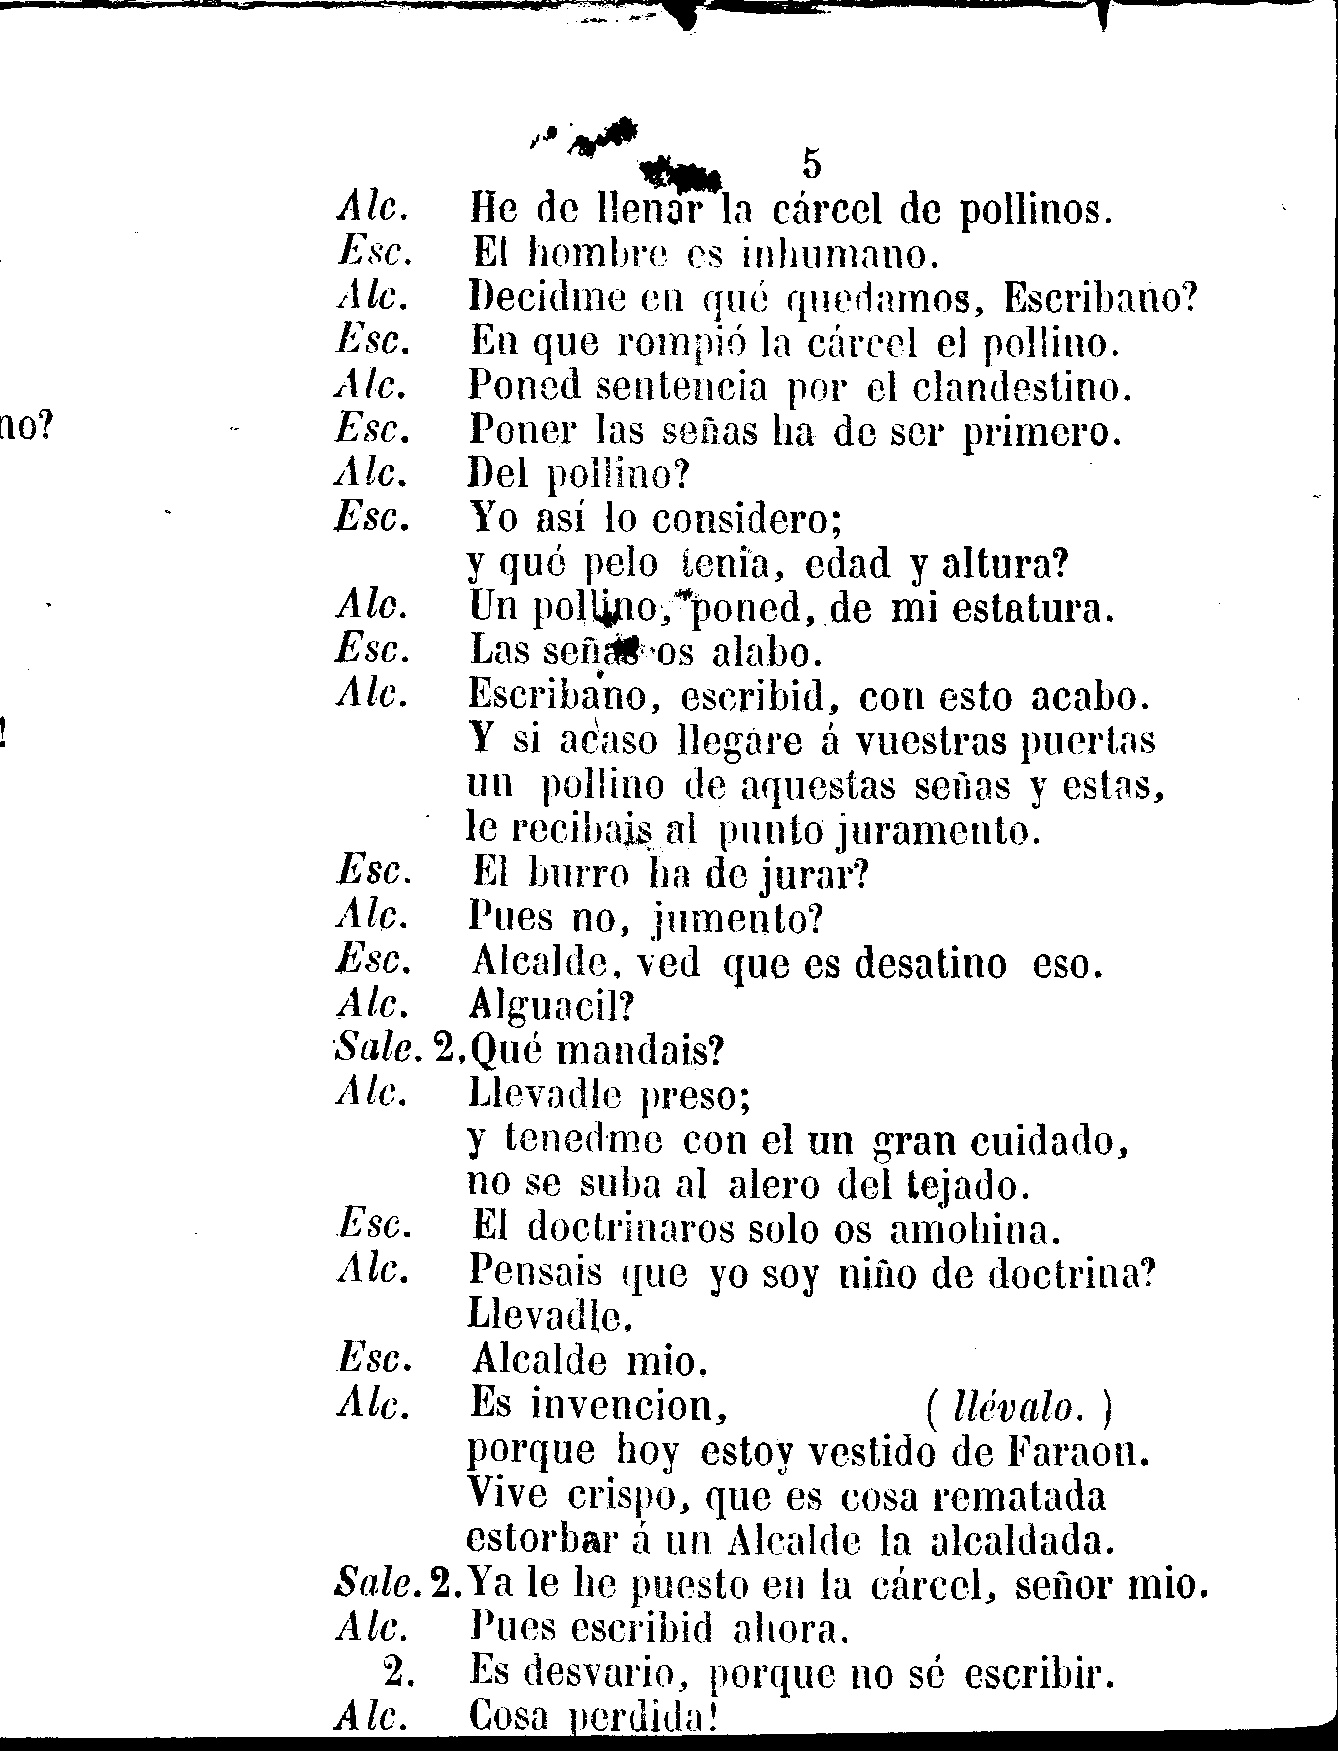 5
Alc. He de llenar la cárcel de pollinos.
Esc. El hombre es inhumano.
Alc. Decidme en qué quedamos, Escribano?
Esc. En que rompió la cárcel el pollino.
Alc. Poned sentencia por el clandestino.
no?
Esc. Poner las señas ha de ser primero.
Alc. Del pollino?
Esc. Yo así lo considero;
y qué pelo tenia, edad y altura?
Alc. Un pollino, poned, de mi estatura.
Esc. Las señas os alabo.
Alc. Escribano, escribid, con esto acabo.
!
Y si acaso llegare á vuestras puertas
un pollino de aquestas señas y estas,
le recibais al punto juramento.
Esc. El burro ha de jurar?
Alc. Pues no, jumento?
Esc. Alcalde, ved que es desatino eso.
Alc. Alguacil?
Sale. 2. Qué mandais?
Alc. Llevadle preso;
y tenedme con el un gran cuidado,
no se suba al alero del tejado.
Esc. El doctrinaros solo os amohina.
Alc. Pensais que yo soy niño de doctrina?
Llevadle.
Esc. Alcalde mio.
Alc. Es invencion, ( llévalo. )
porque hoy estoy vestido de Faraon.
Vive crispo, que es cosa rematada
estorbar á un Alcalde la alcaldada.
Sale. 2. Ya le he puesto en la cárcel, señor mio.
Alc. Pues escribid ahora.
2. Es desvario, porque no sé escribir.
Alc. Cosa perdida!